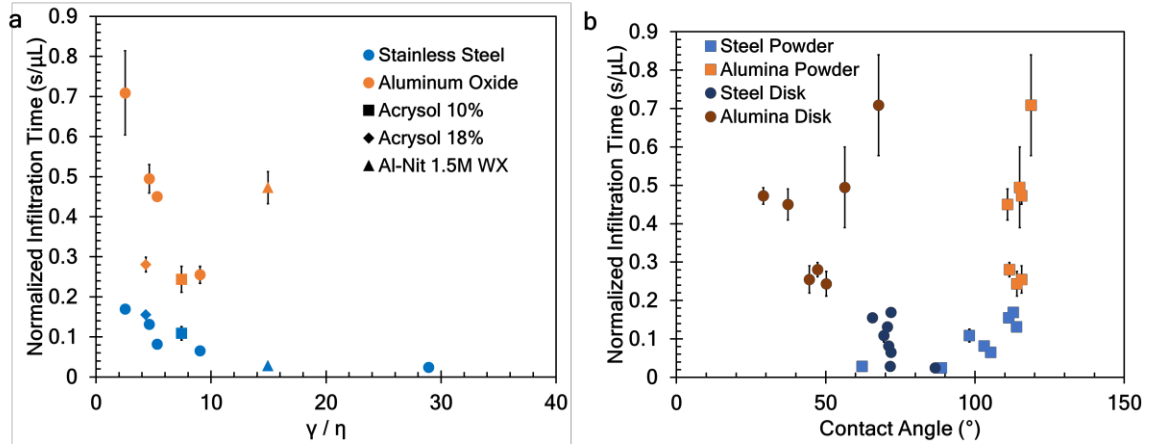 a
Normalized Infiltration Time (s/µL)
0.9
0.8
0.7
0.6
0.5
0.4
0.3
0.2
0.1
0
0 10 20 30 40
γ / η
Stainless Steel
Aluminum Oxide
Acrysol 10%
Acrysol 18%
Al-Nit 1.5M WX
b
Normalized Infiltration Time (s/µL)
0.9
0.8
0.7
0.6
0.5
0.4
0.3
0.2
0.1
0
0 50 100 150
Contact Angle (°)
Steel Powder
Alumina Powder
Steel Disk
Alumina Disk